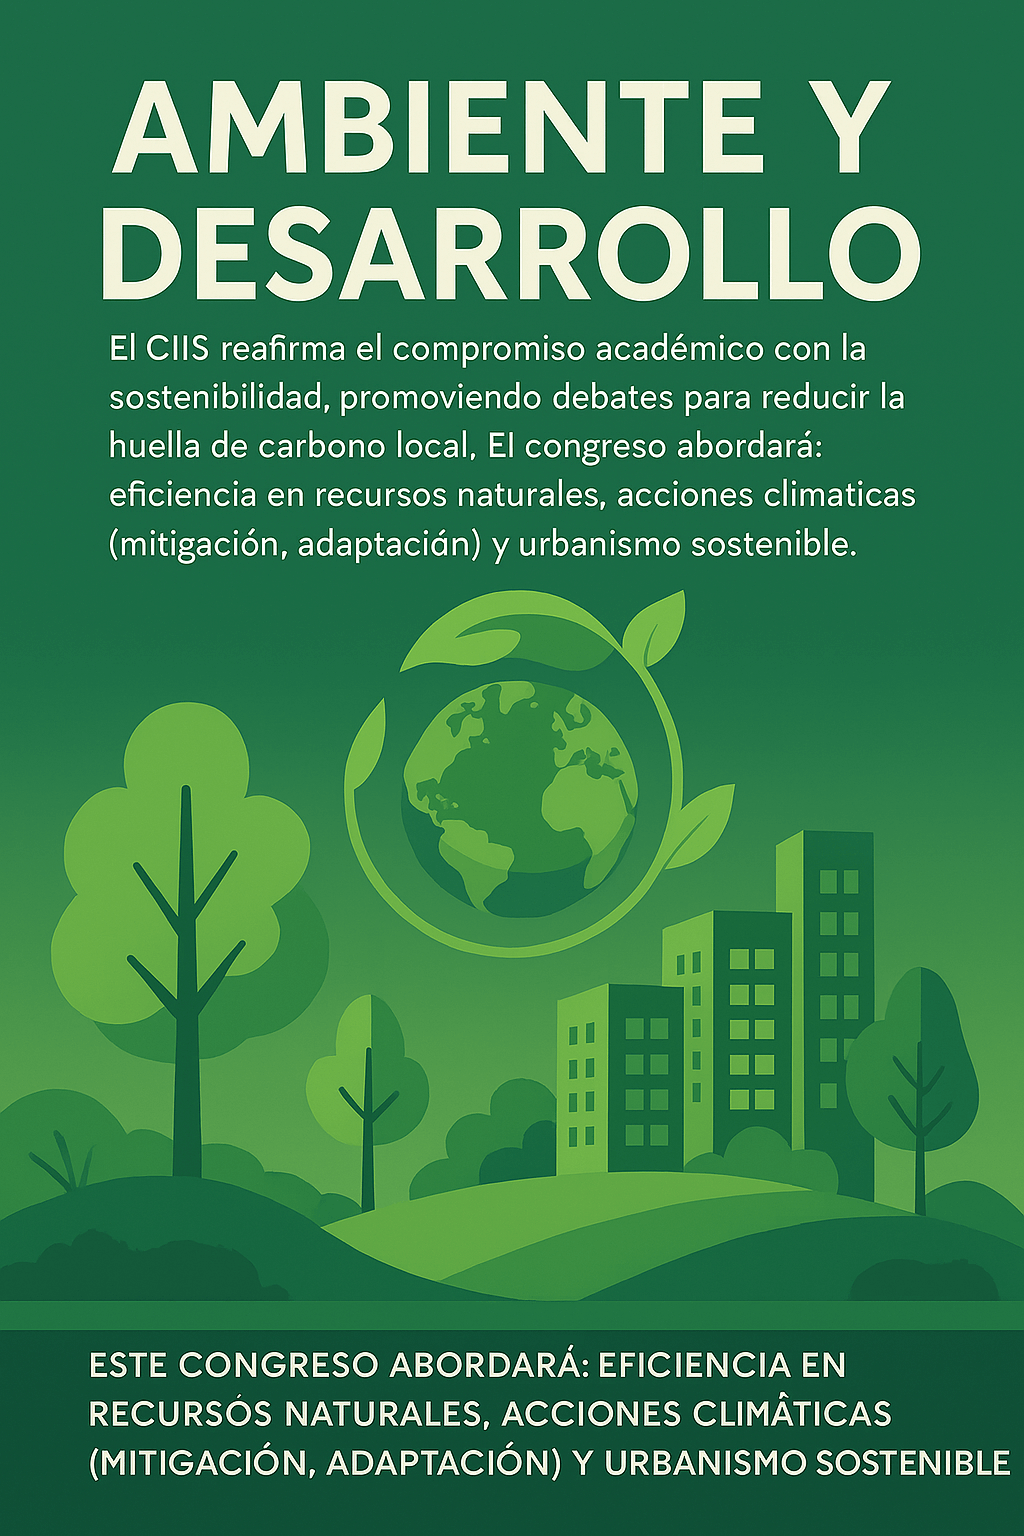 AMBIENTE Y
DESARROLLO
El CIIS reafirma el compromiso académico con la
sostenibilidad, promoviendo debates para reducir la
huella de carbono local, El congreso abordará:
eficiencia en recursos naturales, acciones climaticas
(mitigación, adaptacián) y urbanismo sostenible.
ESTE CONGRESO ABORDARÁ: EFICIENCIA EN
RECURSÓS NATURALES, ACCIONES CLIMÂTICAS
(MITIGACIÓN, ADAPTACIÓN) Y URBANISMO SOSTENIBLE